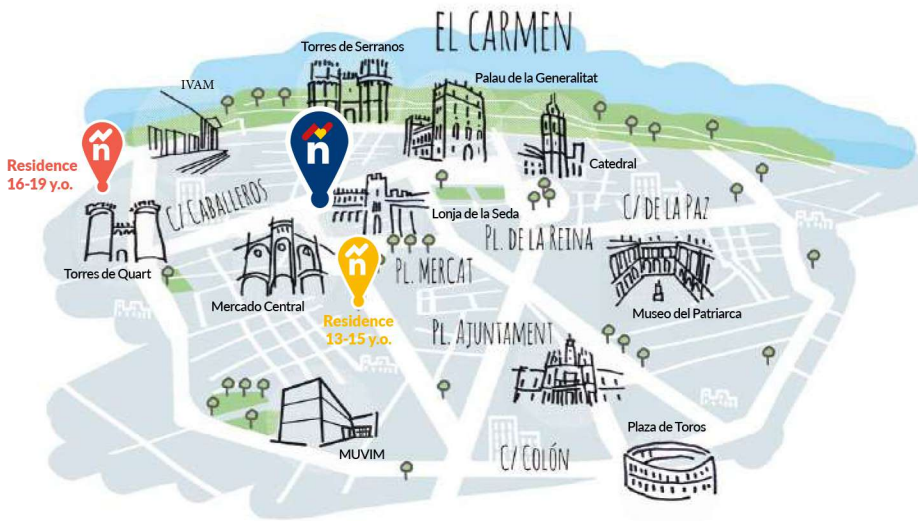 EL CARMEN
Torres de Serranos
Palau de la Generalitat
IVAM
ñ
ñ
Residence
16-19 y.o.
Catedral
C/ CABALLEROS
Lonja de la Seda
C/ DE LA PAZ
PL. DE LA REINA
Torres de Quart
ñ
PL. MERCAT
Mercado Central
Museo del Patriarca
Residence
13-15 y.o.
PL. AJUNTAMENT
Plaza de Toros
MUVIM
C/ COLÓN